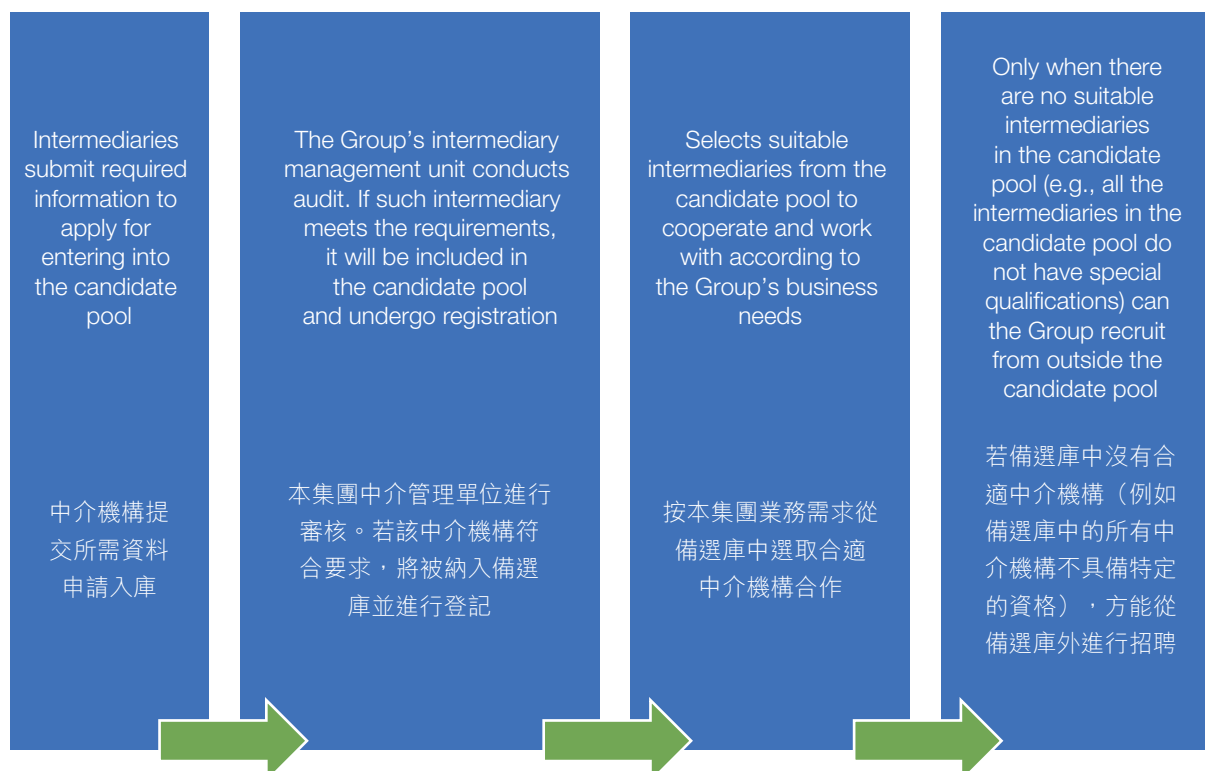 Intermediaries
submit required
information to
apply for
entering into
the candidate
pool
中介機構提
交所需資料
申請入庫
The Group’s intermediary
management unit conducts
audit. If such intermediary
meets the requirements,
it will be included in
the candidate pool
and undergo registration
本集團中介管理單位進行
審核。若該中介機構符
合要求，將被納入備選
庫並進行登記
Selects suitable
intermediaries from the
candidate pool to
cooperate and work
with according to
the Group’s business
needs
按本集團業務需求從
備選庫中選取合適
中介機構合作
Only when there
are no suitable
intermediaries
in the candidate
pool (e.g., all the
intermediaries in the
candidate pool do
not have special
qualifications) can
the Group recruit
from outside the
candidate pool
若備選庫中沒有合
適中介機構（例如
備選庫中的所有中
介機構不具備特定
的資格），方能從
備選庫外進行招聘